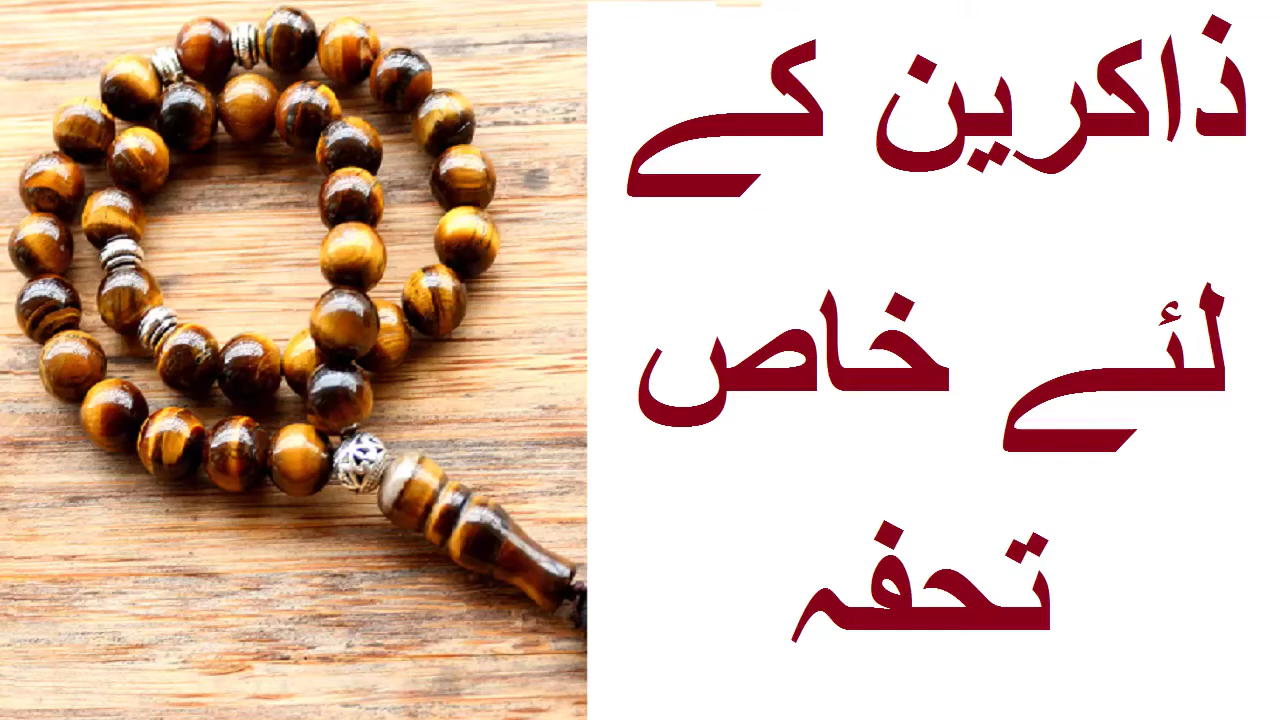 ذاکرین کے
لئے خاص
تحفہ